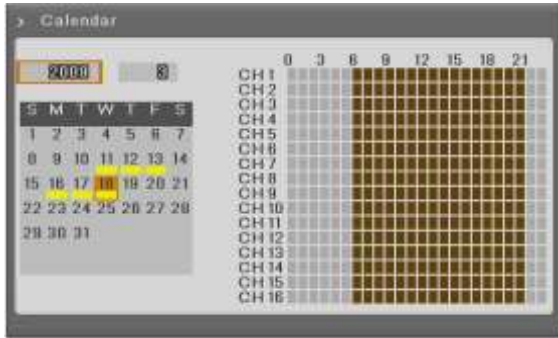 > Calendar
0 3 6 9 12 15 18 21
CH 1
CH 2
CH 3
CH 4
CH 5
CH 6
CH 7
CH 8
CH 9
CH 10
CH 11
CH 12
CH 13
CH 14
CH 15
CH 16
S M T W T F S
1 2 3 4 5 6 7
8 9 10 11 12 13 14
15 16 17 18 19 20 21
22 23 24 25 26 27 28
29 30 31